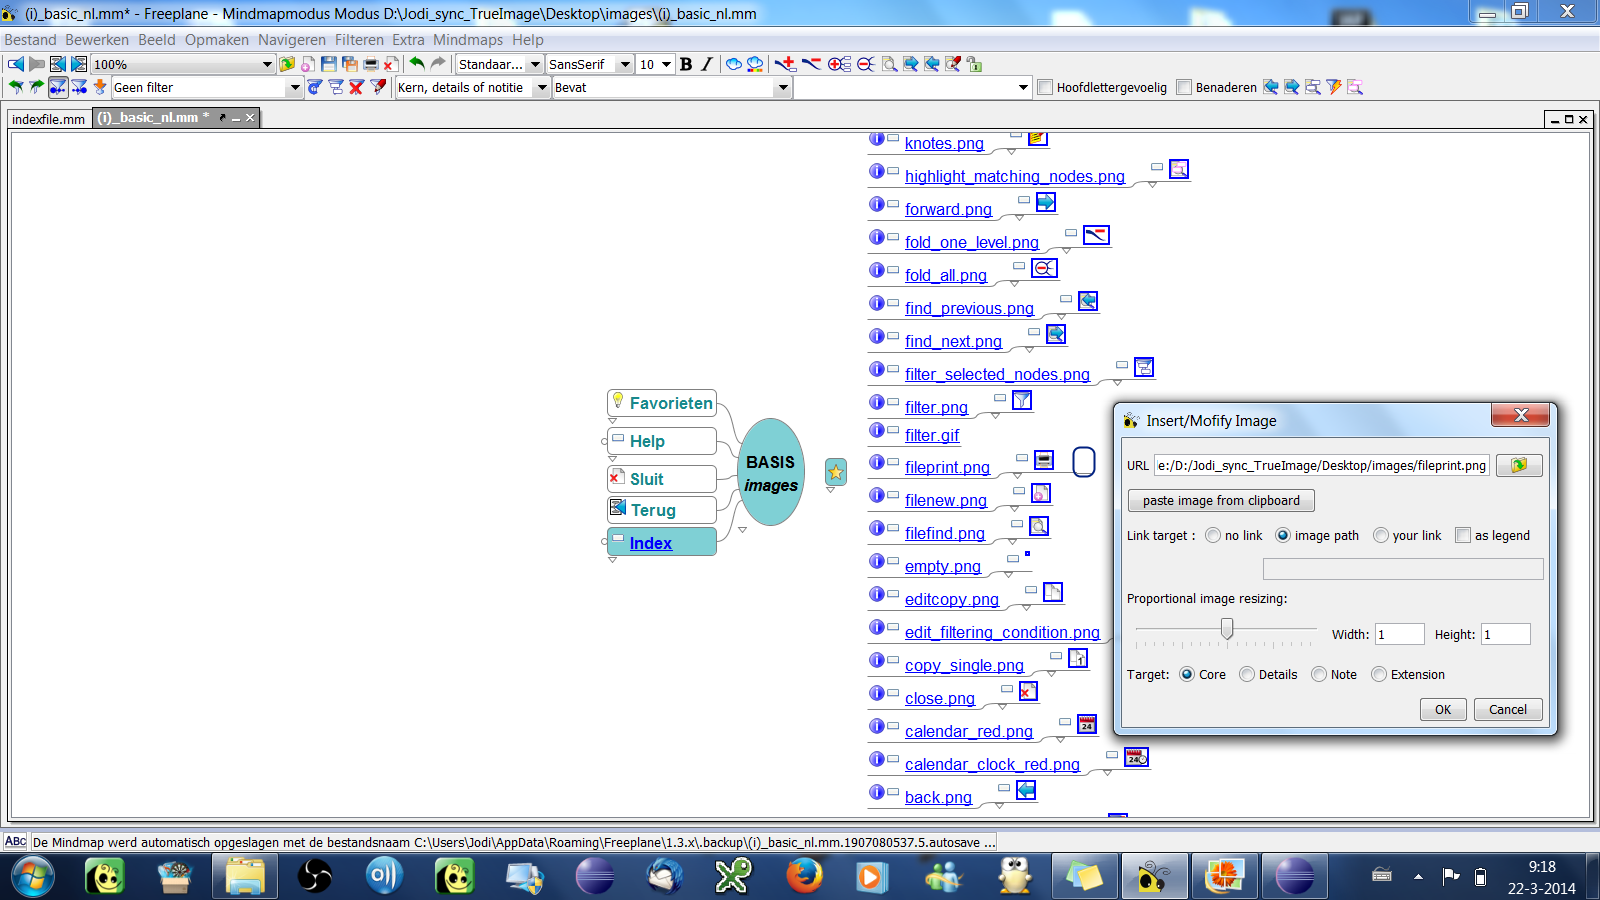 (i)_basic_nl.mm* - Freeplane - Mindmapmodus Modus D:\Jodi_sync_TrueImage\Desktop\images\(i)_basic_nl.mm
Bestand Bewerken Beeld Opmaken Navigeren Filteren Extra Mindmaps Help
100% Standaar... SansSerif 10 B I
Geen filter Kern, details of notitie Bevat Hoofdlettergevoelig Benaderen
indexfile.mm (i)_basic_nl.mm *
knotes.png
highlight_matching_nodes.png
forward.png
fold_one_level.png
fold_all.png
find_previous.png
find_next.png
filter_selected_nodes.png
filter.png
filter.gif
fileprint.png
filenew.png
filefind.png
empty.png
editcopy.png
edit_filtering_condition.png
copy_single.png
1
close.png
calendar_red.png
24
calendar_clock_red.png
24
back.png
Favorieten
Help
Sluit
Terug
Index
BASIS
images
Insert/Mofify Image
URL e:/D:/Jodi_sync_TrueImage/Desktop/images/fileprint.png
paste image from clipboard
Link target : no link image path your link as legend
Proportional image resizing:
Width: 1 Height: 1
Target: Core Details Note Extension
OK Cancel
ABC De Mindmap werd automatisch opgeslagen met de bestandsnaam C:\Users\Jodi\AppData\Roaming\Freeplane\1.3.x\.backup\(i)_basic_nl.mm.1907080537.5.autosave ...
9:18
22-3-2014